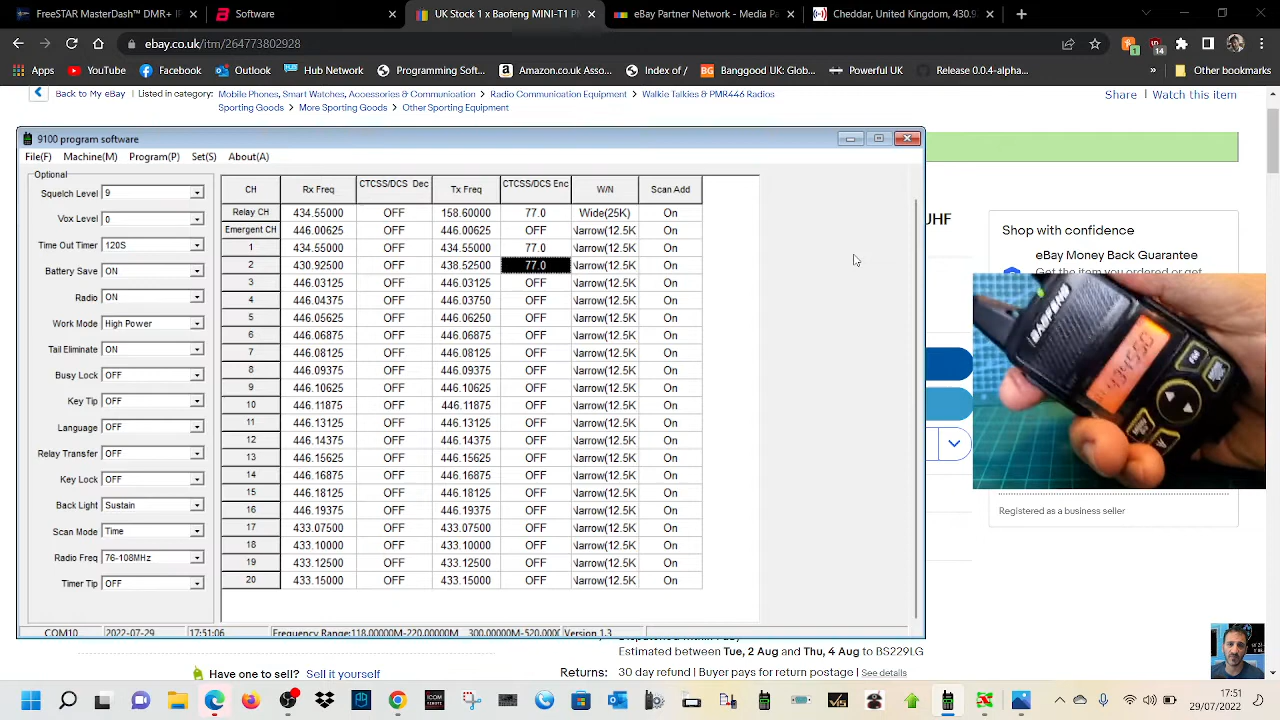 FreeSTAR MasterDash™ DMR+ IF
Software
UK Stock 1 x Baofeng MINI-T1 P
eBay Partner Network - Media Pa
Cheddar, United Kingdom, 430.9
ebay.co.uk/itm/264773802928
Apps YouTube Facebook Outlook Hub Network Programming Soft... Amazon.co.uk Asso... Index of / Banggood HK Glob... Powerful UK Release 0.0.4-alpha... » Other bookmarks
Back to My eBay | Listed in category: Mobile Phones, Smart Watches, Accessories & Communication > Radio Communication Equipment > Walkie Talkies & PMR446 Radios
Sporting Goods > More Sporting Goods > Other Sporting Equipment
Share | Watch this item
9100 program software
File(F) Machine(M) Program(P) Set(S) About(A)
Optional
Squelch Level 9
Vox Level 0
Time Out Timer 120S
Battery Save ON
Radio ON
Work Mode High Power
Tail Eliminate ON
Busy Lock OFF
Key Tip OFF
Language OFF
Relay Transfer OFF
Key Lock OFF
Back Light Sustain
Scan Mode Time
Radio Freq 76-108MHz
Timer Tip OFF
CH Rx Freq CTCSS/DCS Dec Tx Freq CTCSS/DCS Enc W/N Scan Add
Relay CH 434.55000 OFF 158.60000 77.0 Wide(25K) On
Emergent CH 446.00625 OFF 446.00625 OFF Narrow(12.5K On
1 434.55000 OFF 434.55000 77.0 Narrow(12.5K On
2 430.92500 OFF 438.52500 77.0 Narrow(12.5K On
3 446.03125 OFF 446.03125 OFF Narrow(12.5K On
4 446.04375 OFF 446.03750 OFF Narrow(12.5K On
5 446.05625 OFF 446.06250 OFF Narrow(12.5K On
6 446.06875 OFF 446.06875 OFF Narrow(12.5K On
7 446.08125 OFF 446.08125 OFF Narrow(12.5K On
8 446.09375 OFF 446.09375 OFF Narrow(12.5K On
9 446.10625 OFF 446.10625 OFF Narrow(12.5K On
10 446.11875 OFF 446.11875 OFF Narrow(12.5K On
11 446.13125 OFF 446.13125 OFF Narrow(12.5K On
12 446.14375 OFF 446.14375 OFF Narrow(12.5K On
13 446.15625 OFF 446.15625 OFF Narrow(12.5K On
14 446.16875 OFF 446.16875 OFF Narrow(12.5K On
15 446.18125 OFF 446.18125 OFF Narrow(12.5K On
16 446.19375 OFF 446.19375 OFF Narrow(12.5K On
17 433.07500 OFF 433.07500 OFF Narrow(12.5K On
18 433.10000 OFF 433.10000 OFF Narrow(12.5K On
19 433.12500 OFF 433.12500 OFF Narrow(12.5K On
20 433.15000 OFF 433.15000 OFF Narrow(12.5K On
COM10 2022-07-29 17:51:06 Frequency Range:118.00000M-220.00000M 300.00000M-520.000 Version 1.3
UHF
Shop with confidence
eBay Money Back Guarantee
Get the item you ordered or get
BAOFENG
434.550
Registered as a business seller
Estimated between Tue, 2 Aug and Thu, 4 Aug to BS229LG
Returns: 30 day refund | Buyer pays for return postage | See details
Have one to sell? Sell it yourself
17:51
29/07/2022